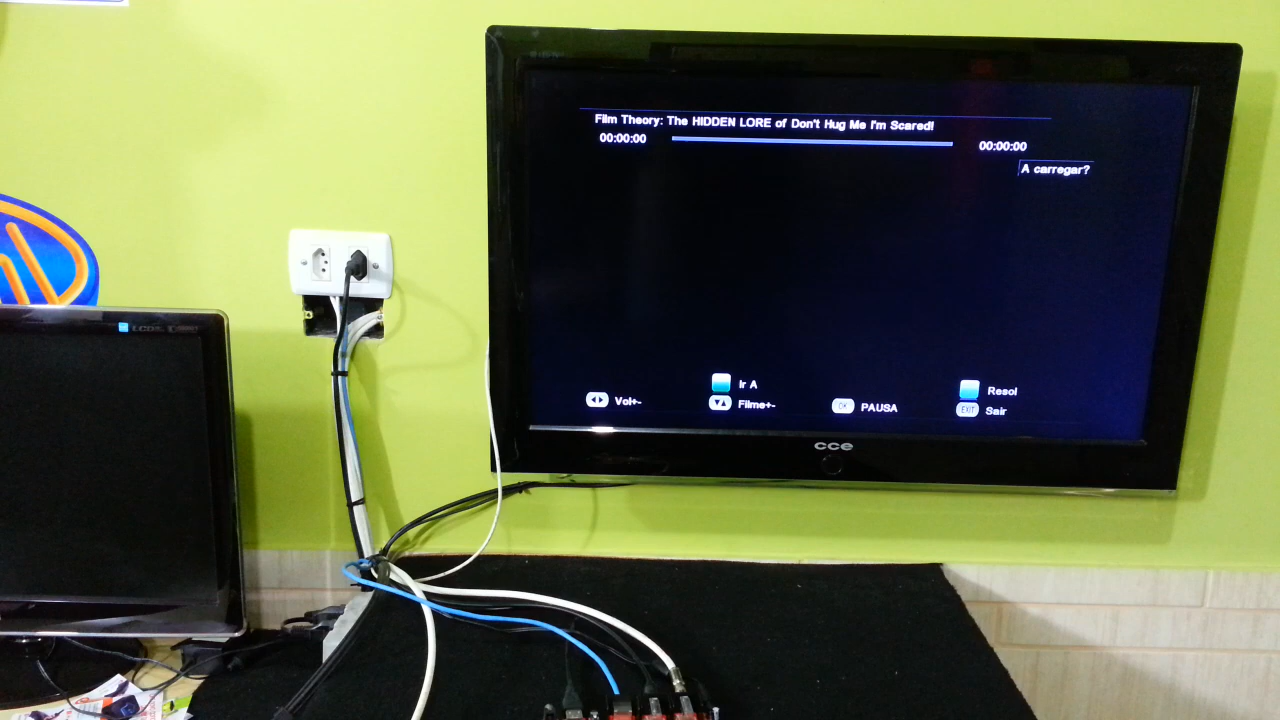 Film Theory: The HIDDEN LORE of Don't Hug Me I'm Scared!
00:00:00
00:00:00
A carregar?
Ir A
Resol
Vol+-
Filme+-
OK PAUSA
EXIT Sair
cce